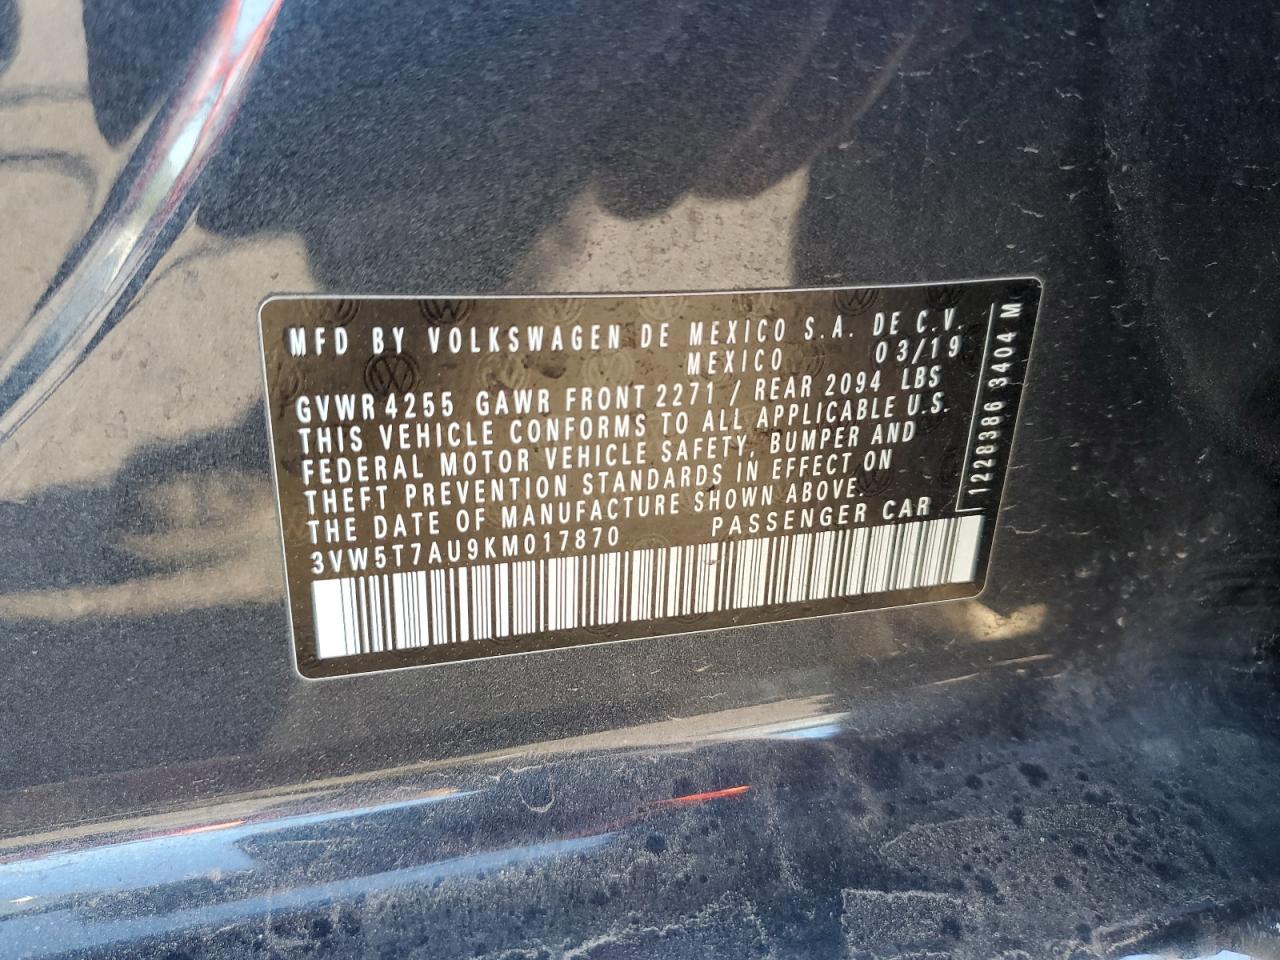 MFD BY VOLKSWAGEN DE MEXICO S.A. DE C.V.
MEXICO 03/19
GVWR 4255 GAWR FRONT 2271 / REAR 2094 LBS
THIS VEHICLE CONFORMS TO ALL APPLICABLE U.S.
FEDERAL MOTOR VEHICLE SAFETY, BUMPER AND
THEFT PREVENTION STANDARDS IN EFFECT ON
THE DATE OF MANUFACTURE SHOWN ABOVE.
3VW5T7AU9KM017870 PASSENGER CAR
1228386 3404 M